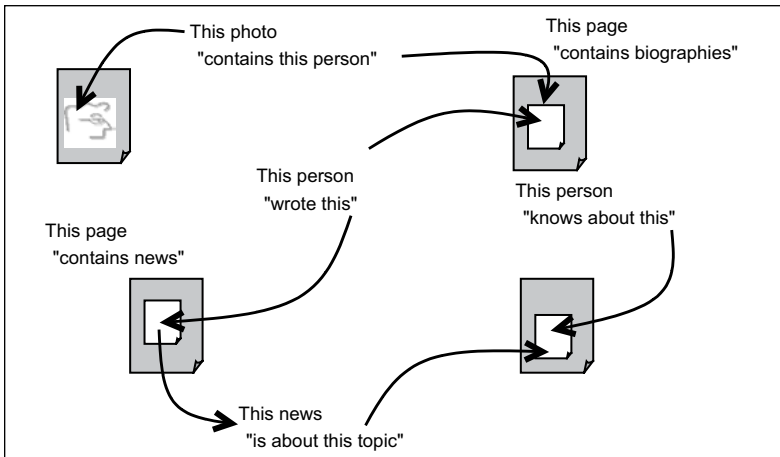 This photo
"contains this person"
This page
"contains biographies"
This person
"wrote this"
This person
"knows about this"
This page
"contains news"
This news
"is about this topic"